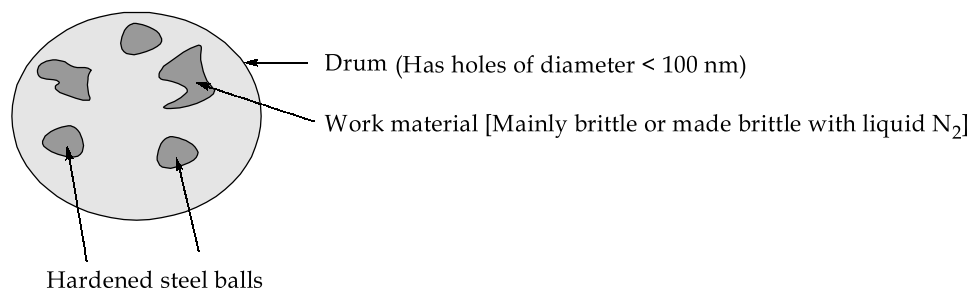 Drum (Has holes of diameter < 100 nm)
Work material [Mainly brittle or made brittle with liquid N₂]
Hardened steel balls